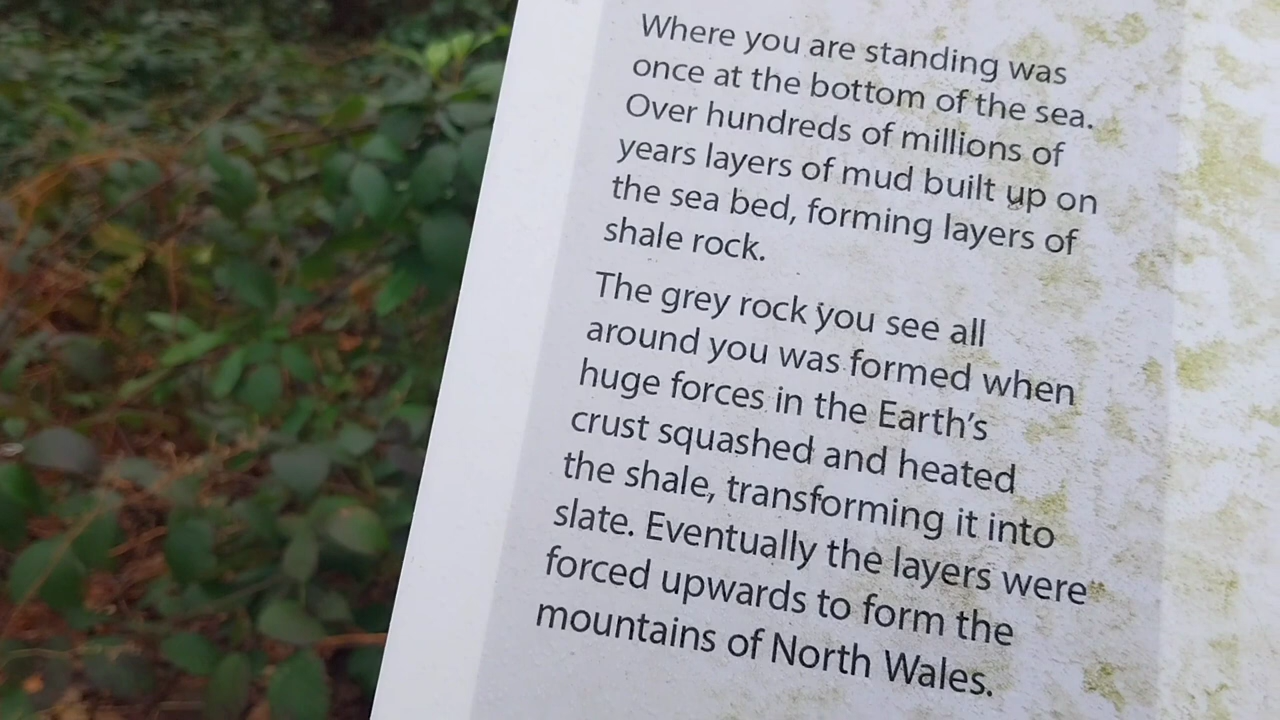 Where you are standing was
once at the bottom of the sea.
Over hundreds of millions of
years layers of mud built up on
the sea bed, forming layers of
shale rock.
The grey rock you see all
around you was formed when
huge forces in the Earth's
crust squashed and heated
the shale, transforming it into
slate. Eventually the layers were
forced upwards to form the
mountains of North Wales.